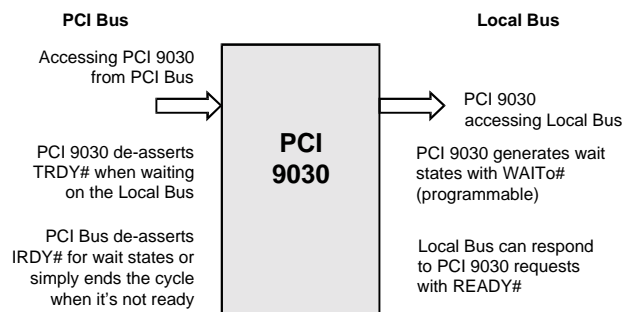 PCI Bus
Local Bus
Accessing PCI 9030
from PCI Bus
PCI 9030
accessing Local Bus
PCI
9030
PCI 9030 de-asserts
TRDY# when waiting
on the Local Bus
PCI 9030 generates wait
states with WAITo#
(programmable)
PCI Bus de-asserts
IRDY# for wait states or
simply ends the cycle
when it's not ready
Local Bus can respond
to PCI 9030 requests
with READY#